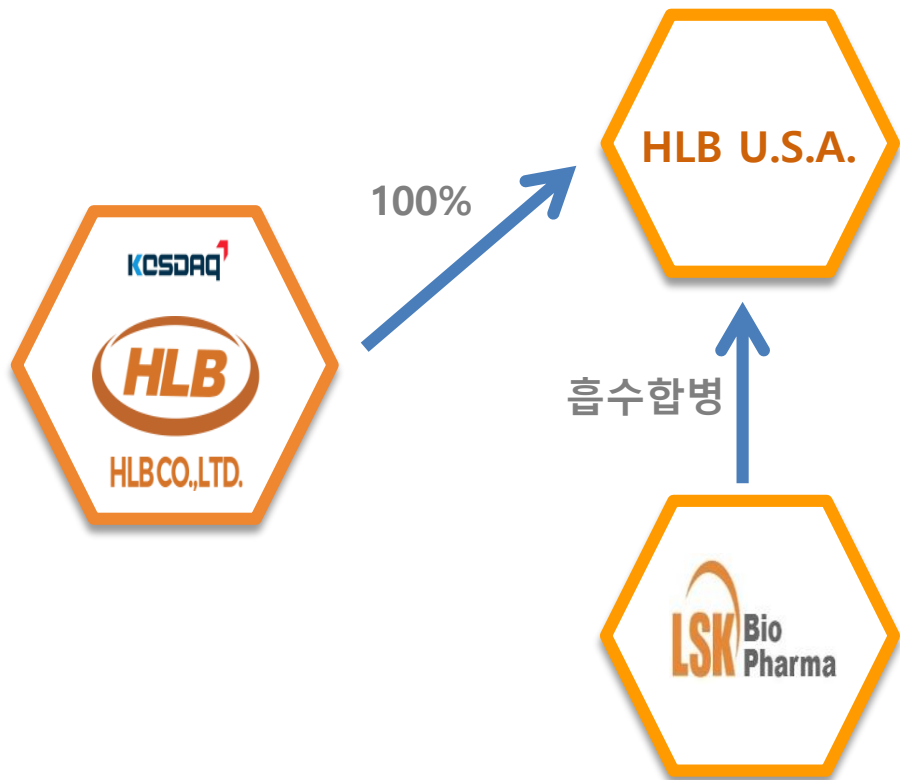 HLB U.S.A.
100%
KOSDAQ
HLB
HLB CO.,LTD.
흡수합병
LSK Bio
Pharma